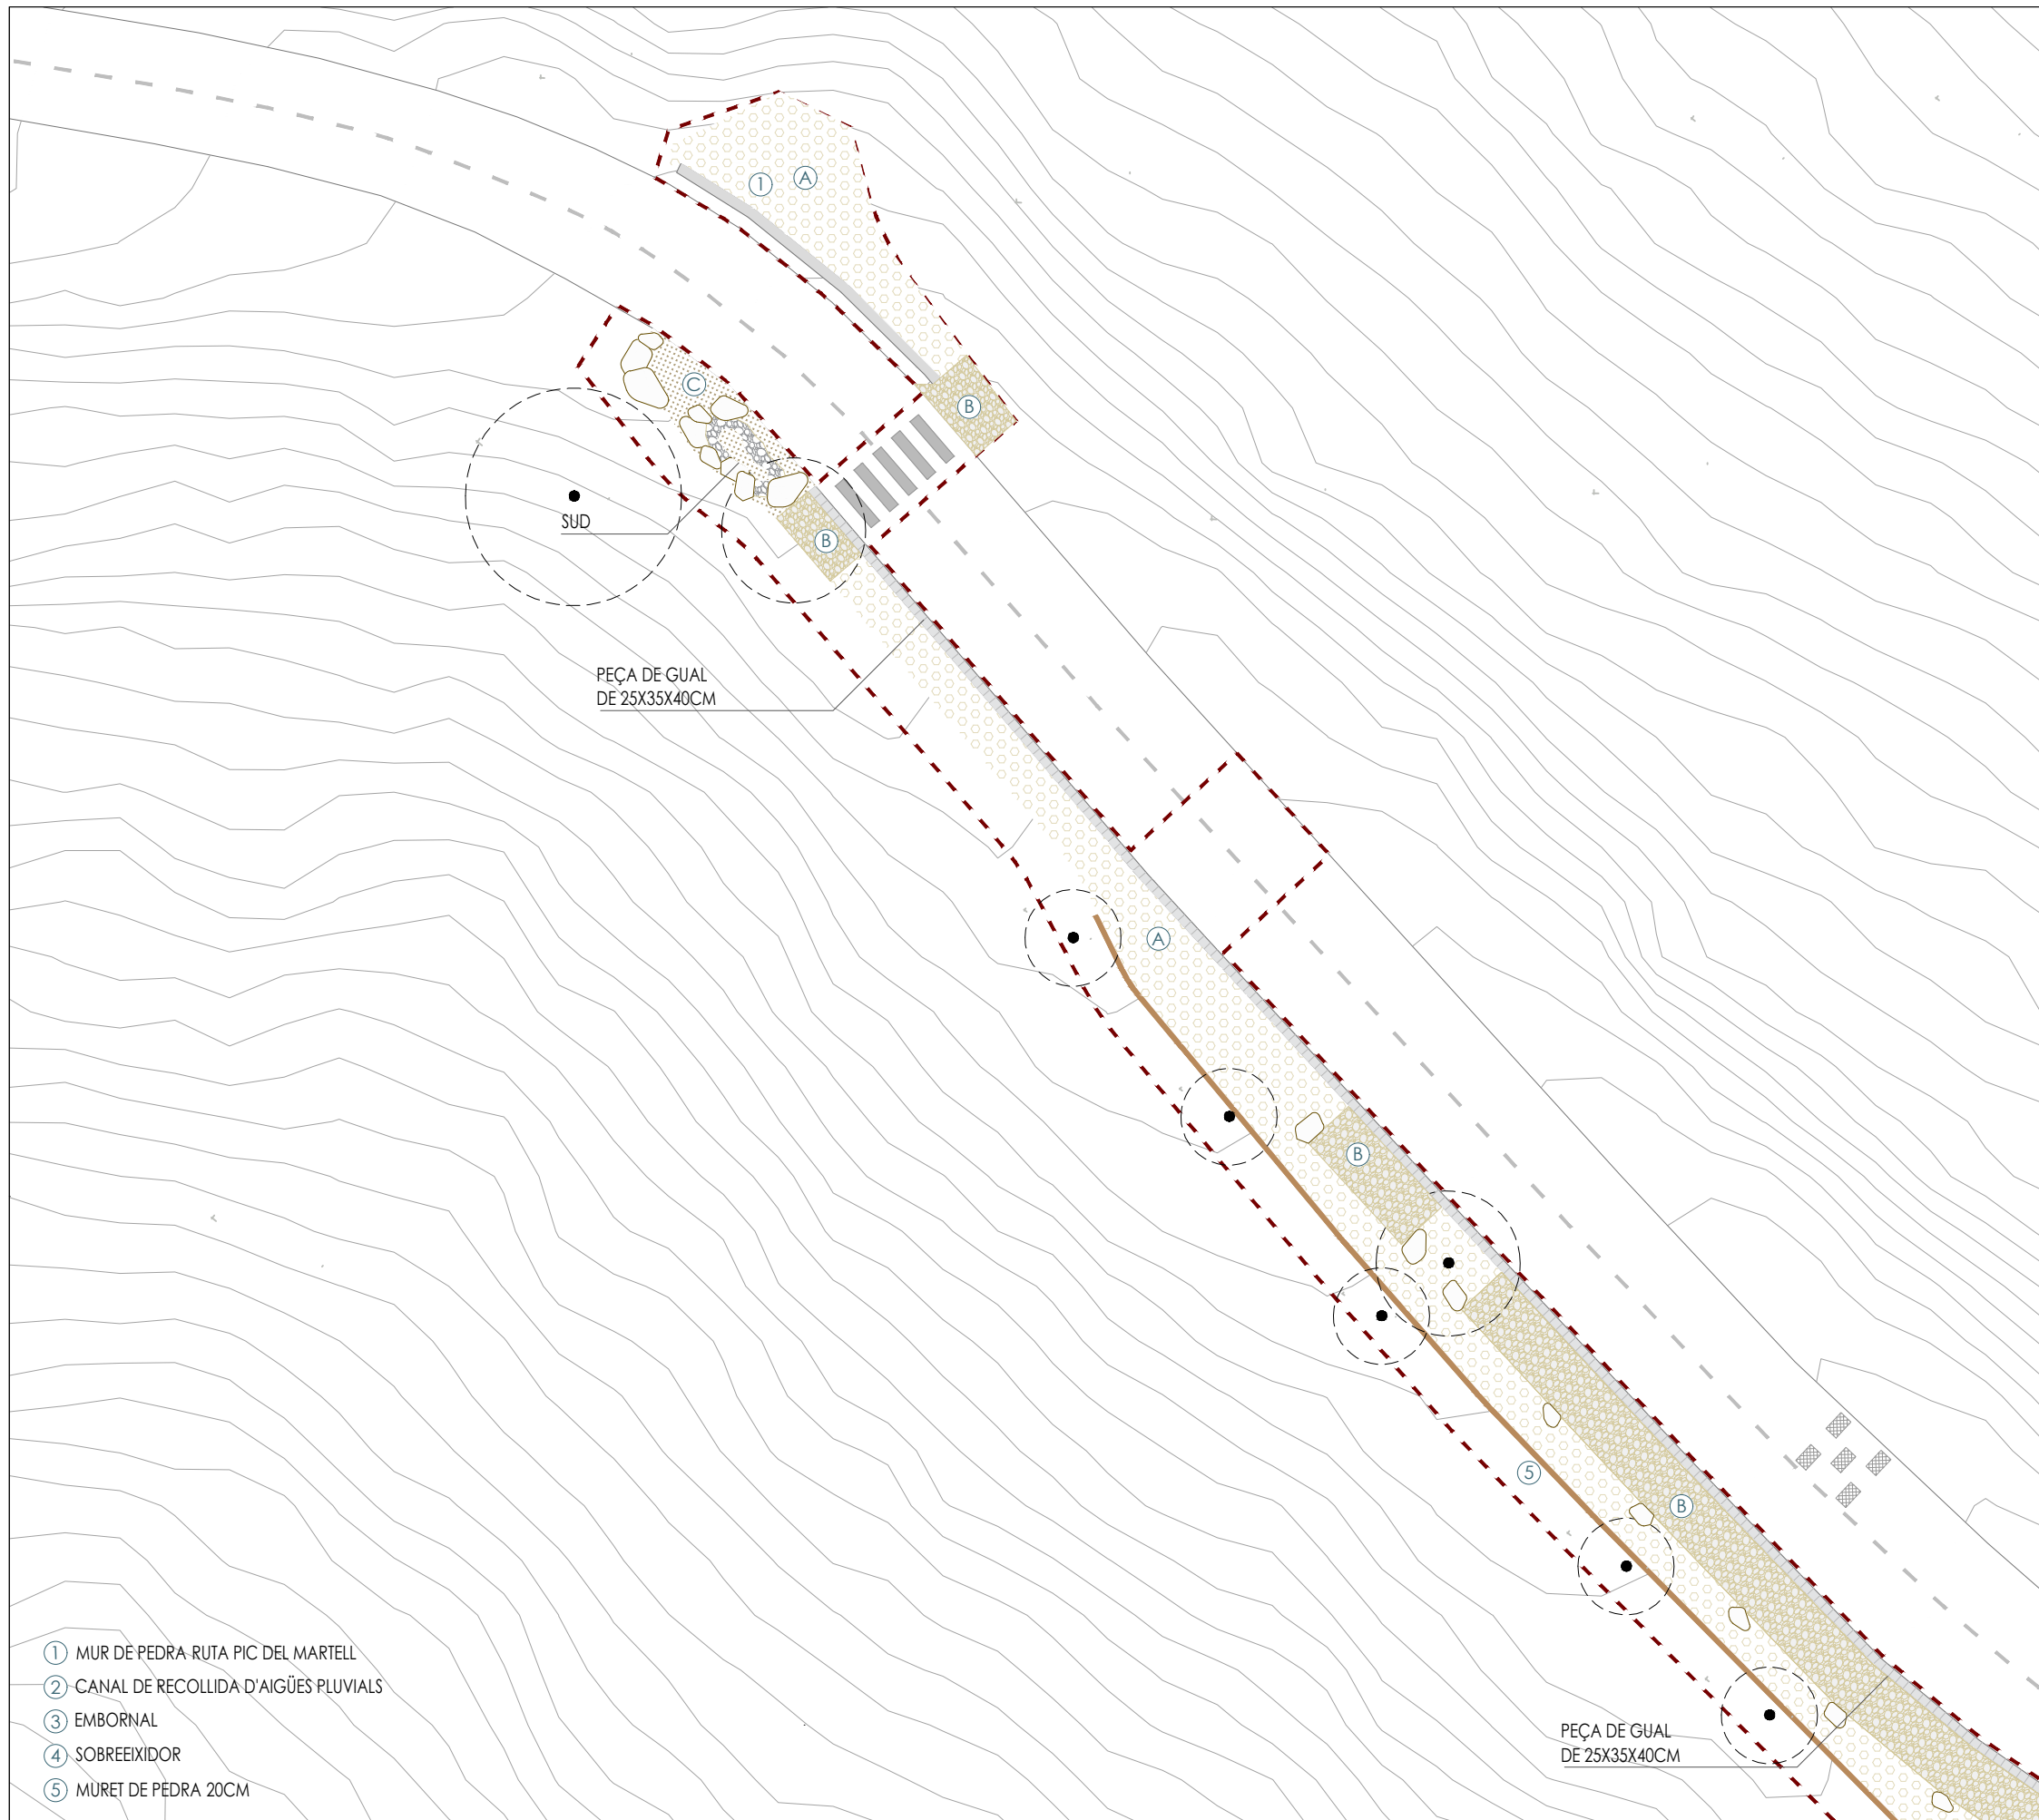 1 A
C
B
B
SUD
PEÇA DE GUAL
DE 25X35X40CM
A
B
5
B
1 MUR DE PEDRA RUTA PIC DEL MARTELL
2 CANAL DE RECOLLIDA D'AIGÜES PLUVIALS
3 EMBORNAL
4 SOBREEIXIDOR
5 MURET DE PEDRA 20CM
PEÇA DE GUAL
DE 25X35X40CM